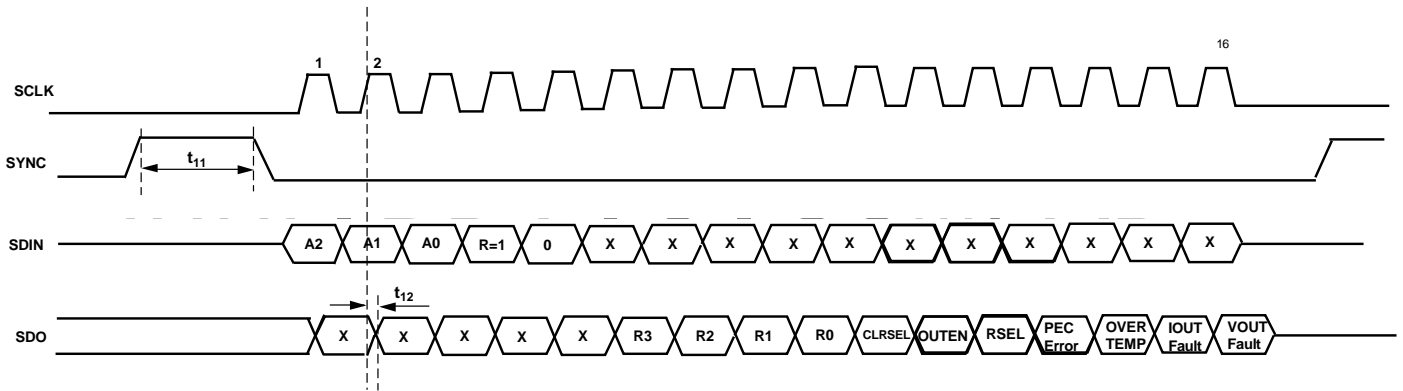 16
1 2
SCLK
SYNC
t11
SDIN
A2 A1 A0 R=1 0 X X X X X X X X X X X
t12
SDO
X X X X X R3 R2 R1 R0 CLRSEL OUTEN RSEL PEC Error OVER TEMP IOUT Fault VOUT Fault